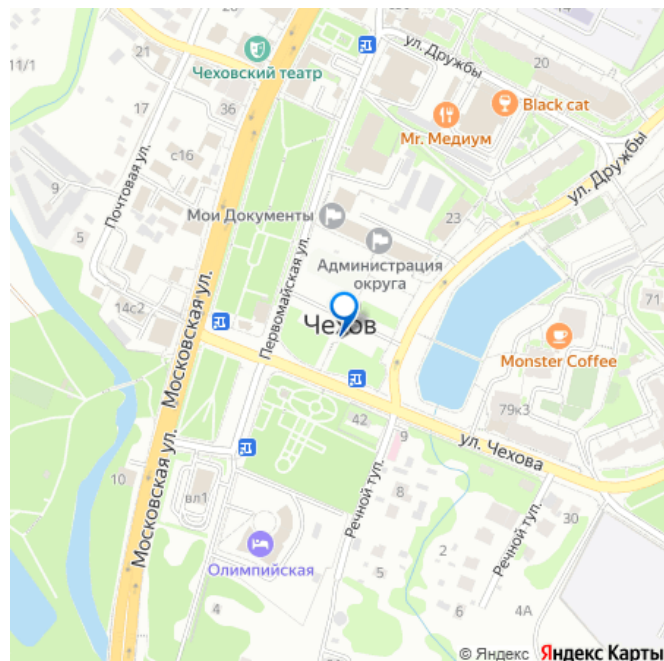 14
ул. Дружбы
11/1
21
Чеховский театр
20
Black cat
17
36
Mr. Медиум
с16
ул. Дружбы
Почтовая ул.
9
Мои Документы
23
5
Администрация
округа
Первомайская ул.
14с2
Московская ул.
Чехов
71
Monster Coffee
79к3
42
9
ул. Чехова
10
вл1
Московская ул.
8
Речной туп.
30
Олимпийская
2
5
Речной туп.
6
4А
© Яндекс Яндекс Карты